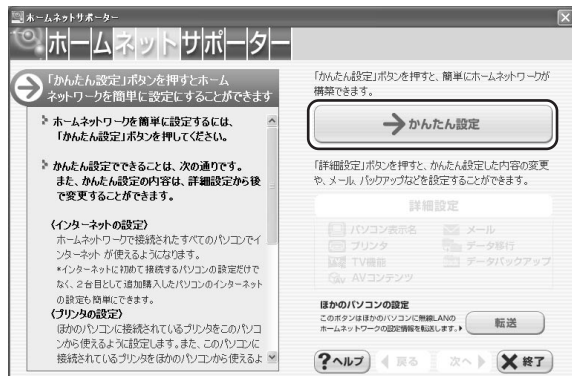 ホームネットサポーター
ホームネットサポーター
「かんたん設定」ボタンを押すとホーム
ネットワークを簡単に設定にすることができます
ホームネットワークを簡単に設定するには、
「かんたん設定」ボタンを押してください。
かんたん設定でできることは、次の通りです。
また、かんたん設定の内容は、詳細設定から後
で変更することができます。
〈インターネットの設定〉
ホームネットワークで接続されたすべてのパソコンでイ
ンターネット が使えるようになります。
*インターネットに初めて接続するパソコンの設定だけで
なく、2台目として追加購入したパソコンのインターネット
の設定も簡単にできます。
〈プリンタの設定〉
ほかのパソコンに接続されているプリンタをこのパソコ
ンから使えるように設定します。また、このパソコンに
接続されているプリンタをほかのパソコンから使えるよ
「かんたん設定」ボタンを押すと、簡単にホームネットワークが
構築できます。
かんたん設定
「詳細設定」ボタンを押すと、かんたん設定した内容の変更
や、メール、バックアップなどを設定することができます。
詳細設定
パソコン表示名 メール
プリンタ データ移行
TV機能 データバックアップ
AVコンテンツ
ほかのパソコンの設定
このボタンはほかのパソコンに無線LANの
ホームネットワークの設定情報を転送します。
転送
?ヘルプ 戻る 次へ 終了